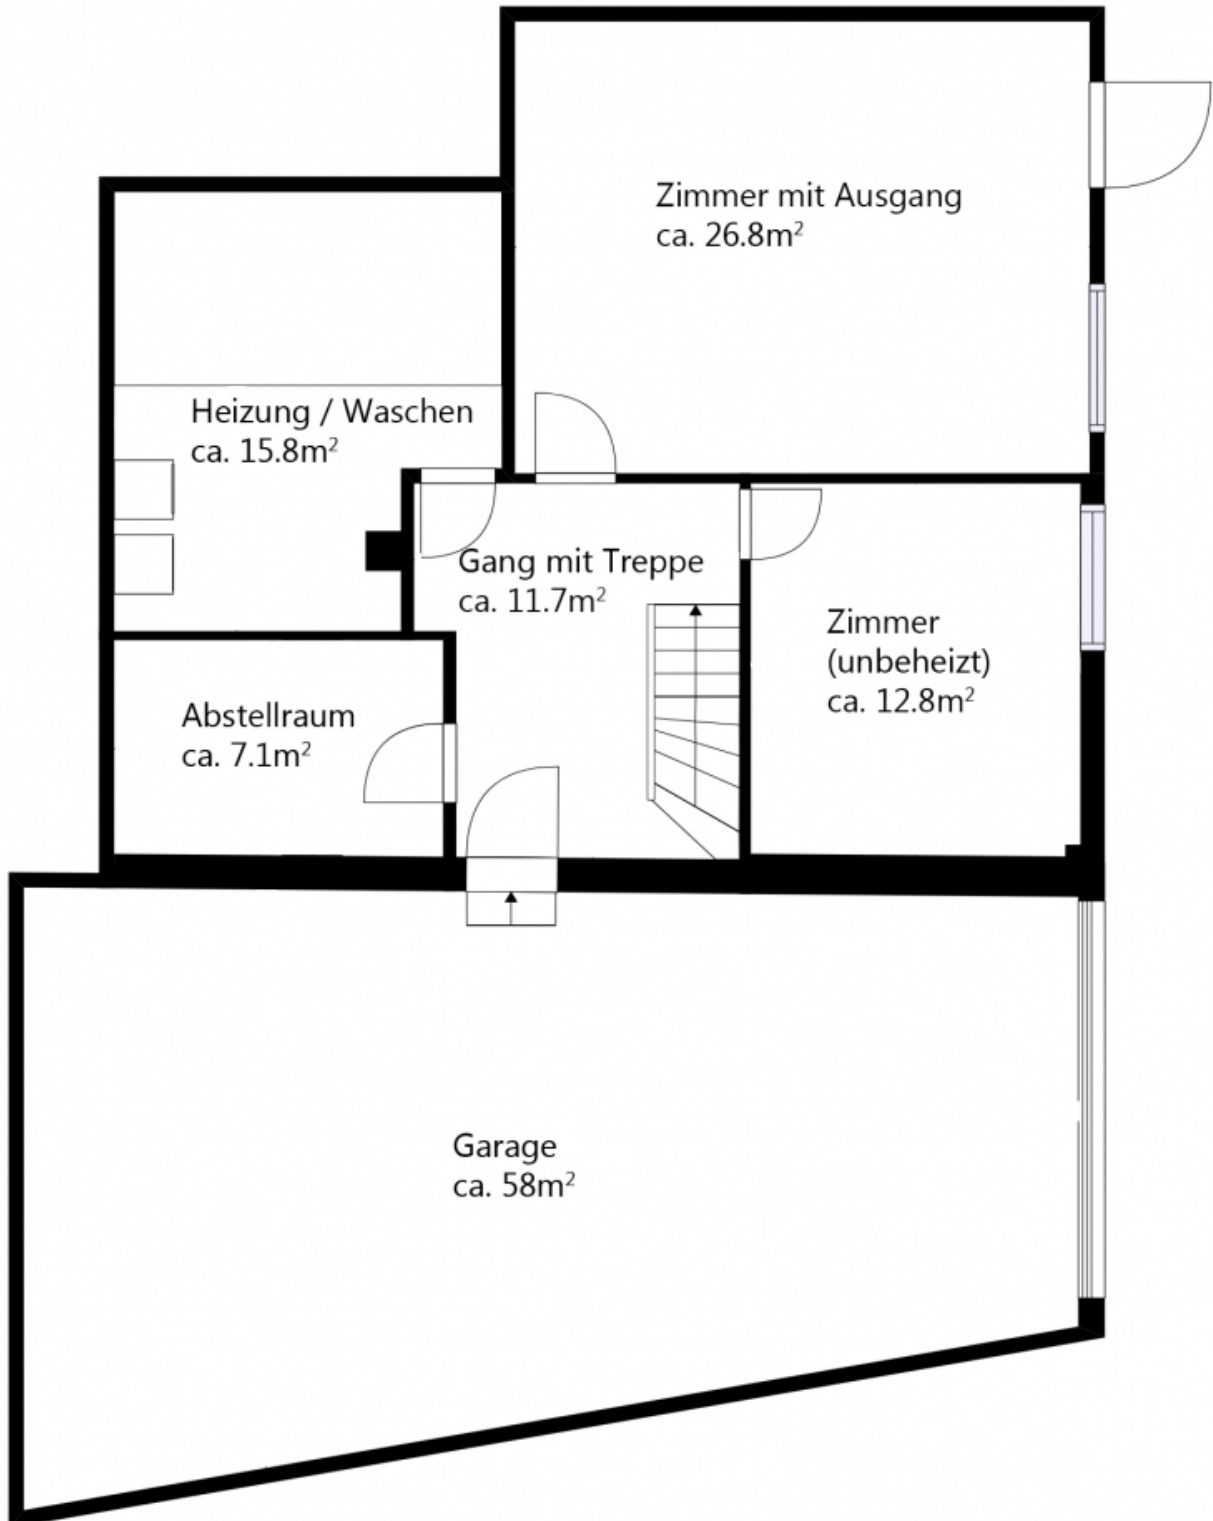 Zimmer mit Ausgang
ca. 26.8m²
Heizung / Waschen
ca. 15.8m²
Gang mit Treppe
ca. 11.7m²
Zimmer
(unbeheizt)
ca. 12.8m²
Abstellraum
ca. 7.1m²
Garage
ca. 58m²